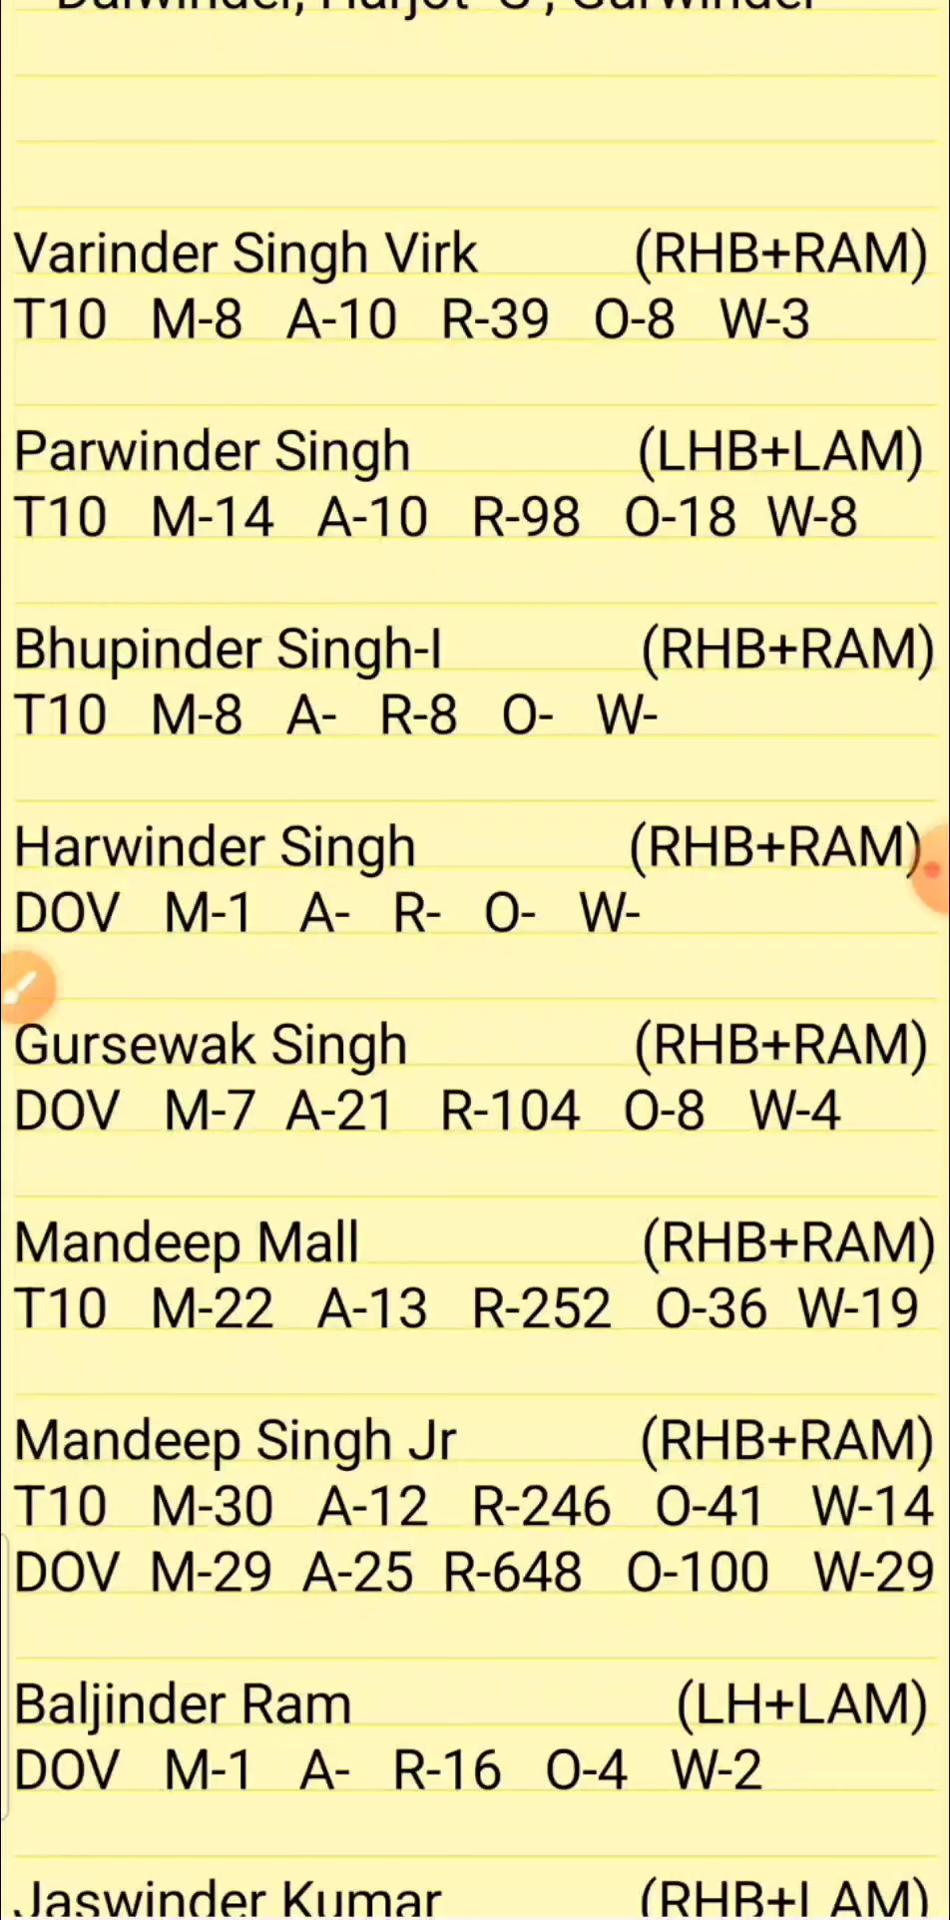 Harjot S, Gurwinder
Varinder Singh Virk (RHB+RAM)
T10 M-8 A-10 R-39 O-8 W-3
Parwinder Singh (LHB+LAM)
T10 M-14 A-10 R-98 O-18 W-8
Bhupinder Singh-I (RHB+RAM)
T10 M-8 A- R-8 O- W-
Harwinder Singh (RHB+RAM)
DOV M-1 A- R- O- W-
Gursewak Singh (RHB+RAM)
DOV M-7 A-21 R-104 O-8 W-4
Mandeep Mall (RHB+RAM)
T10 M-22 A-13 R-252 O-36 W-19
Mandeep Singh Jr (RHB+RAM)
T10 M-30 A-12 R-246 O-41 W-14
DOV M-29 A-25 R-648 O-100 W-29
Baljinder Ram (LH+LAM)
DOV M-1 A- R-16 O-4 W-2
Jaswinder Kumar (RHB+LAM)